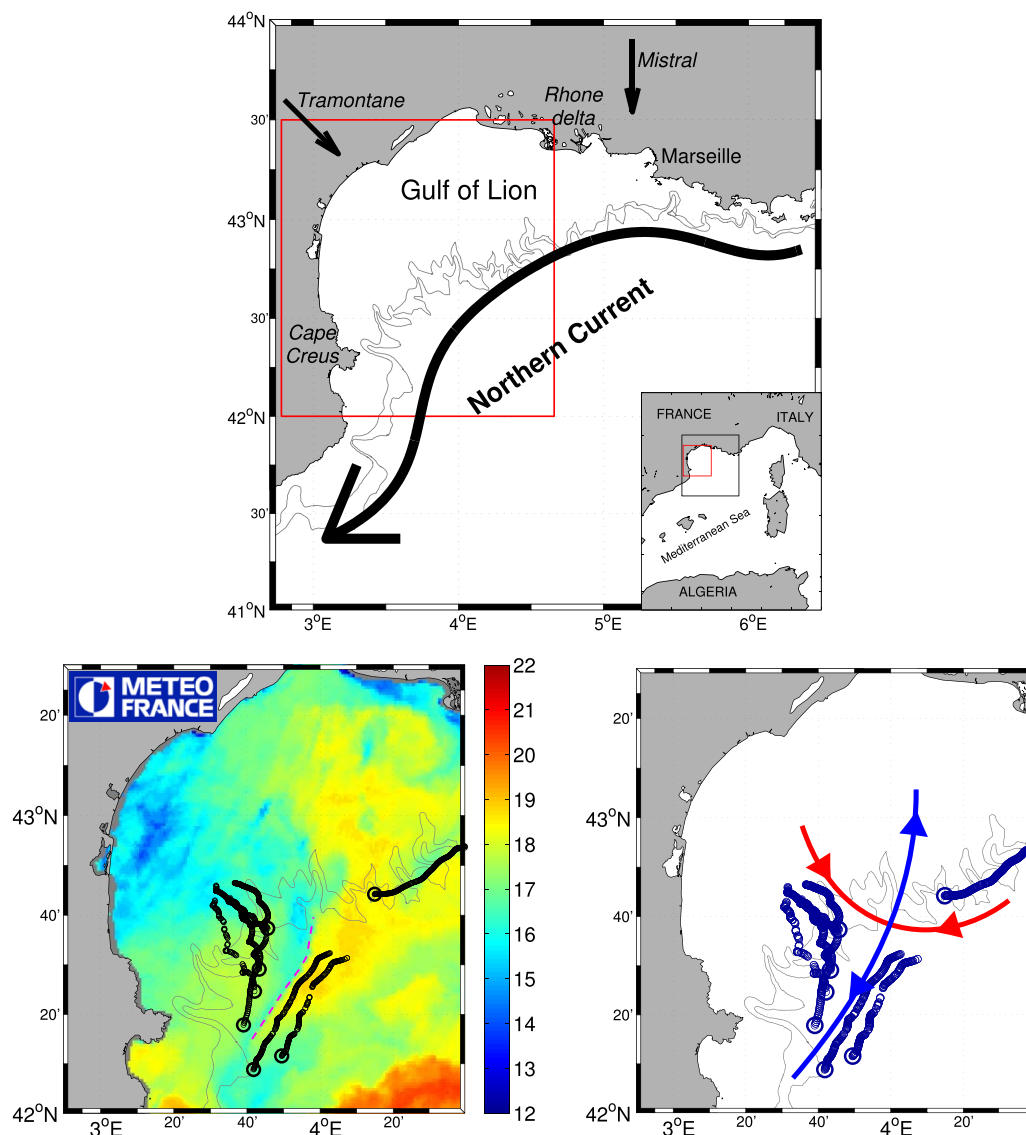 44°N
Tramontane
Mistral
Rhone
delta
30'
Marseille
Gulf of Lion
43°N
30'
Cape
Creus
Northern Current
42°N
FRANCE
ITALY
30'
Mediterranean Sea
ALGERIA
41°N
3°E
4°E
5°E
6°E
METEO
FRANCE
20'
43°N
40'
20'
42°N
3°E
20'
40'
4°E
20'
22
21
20
19
18
17
16
15
14
13
12
20'
43°N
40'
20'
42°N
3°E
20'
40'
4°E
20'